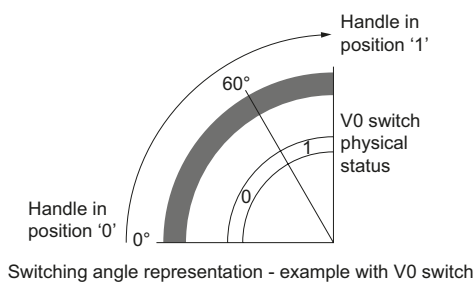 Handle in
position ‘1’
60°
V0 switch
physical
status
1
0
Handle in
position ‘0’
0°
Switching angle representation - example with V0 switch